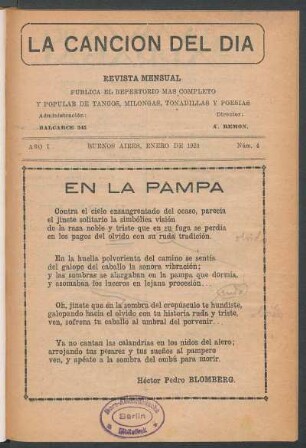 LA CANCION DEL DIA
REVISTA MENSUAL
PUBLICA EL REPERTORIO MAS COMPLETO
Y POPULAR DE TANGOS, MILONGAS, TONADILLAS Y POESIAS
Administración: Director:
BALCARCE 345 G. BEMON.
AÑO I. BUENOS AIRES, ENERO DE 1923 Núm. 4
EN LA PAMPA
Contra el cielo ensangrentado del ocaso, parecía
el jinete solitario la simbólica visión
de la raza noble y triste que en su fuga se perdía
en los pagos del olvido con su ruda tradición.
En la huella polvorienta del camino se sentía
del galope del caballo la sonora vibración;
y las sombras se alargaban en la pampa que dormía,
y asomaban los luceros en lejana procesión.
Oh, jinete que en la sombra del crepúsculo te hundiste,
galopando hacia el olvido con tu historia ruda y triste,
ven, sofrena tu caballo al umbral del porvenir.
Ya no cantan las calandrias en los nidos del alero;
arrojando tus pesares y tus sueños al pampero
ven, y apéate a la sombra del ombú para morir.
Héctor Pedro BLOMBERG.
Ibero-Amerikanische
Berlin
Bibliothek